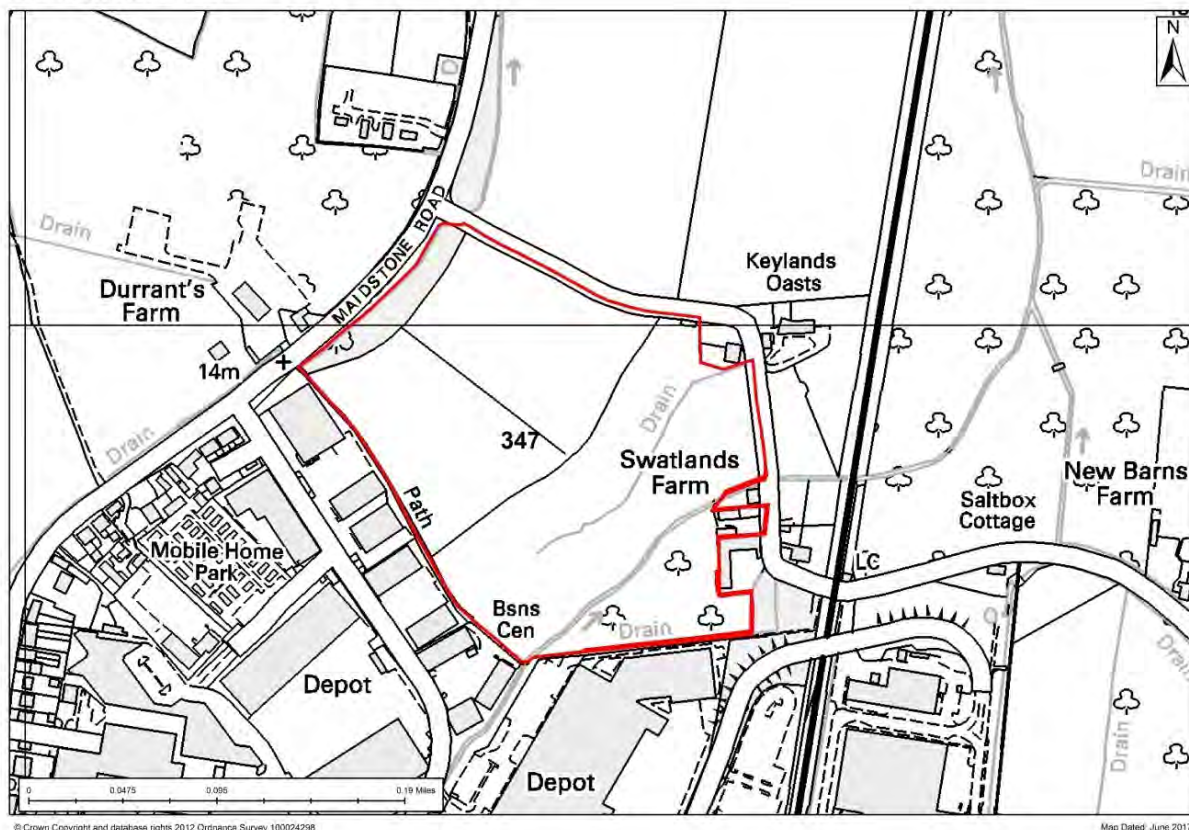 N
D
MAIDSTONE ROAD
Drain
Drain
Durrant's
Farm
Keylands
Oasts
14m
Drain
347
Drain
Swatlands
Farm
New Barns
Farm
Saltbox
Cottage
Path
Mobile Home
Park
LC
Bsns
Cen
Drain
Drain
Depot
Drain
Depot
0 0.0475 0.095 0.19 Miles
© Crown Copyright and database rights 2012 Ordnance Survey 100024298
Map Dated: June 2017